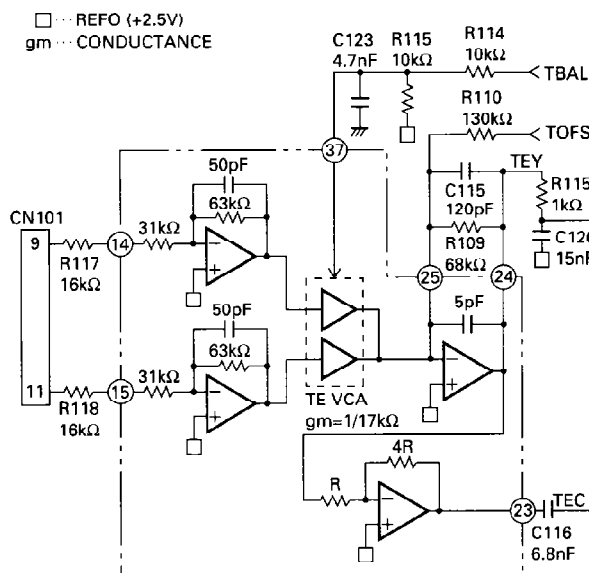 REFO (+2.5V)
gm ··· CONDUCTANCE
C123
4.7nF
R115
10kΩ
R114
10kΩ
TBAL
R110
130kΩ
TOFS
37
TEY
50pF
63kΩ
C115
120pF
R109
68kΩ
R115
1kΩ
C126
15nF
CN101
9
R117
16kΩ
14
31kΩ
−
+
25
24
50pF
63kΩ
5pF
11
R118
16kΩ
15
31kΩ
−
+
TE VCA
gm=1/17kΩ
−
+
4R
R
−
+
23
TEC
C116
6.8nF